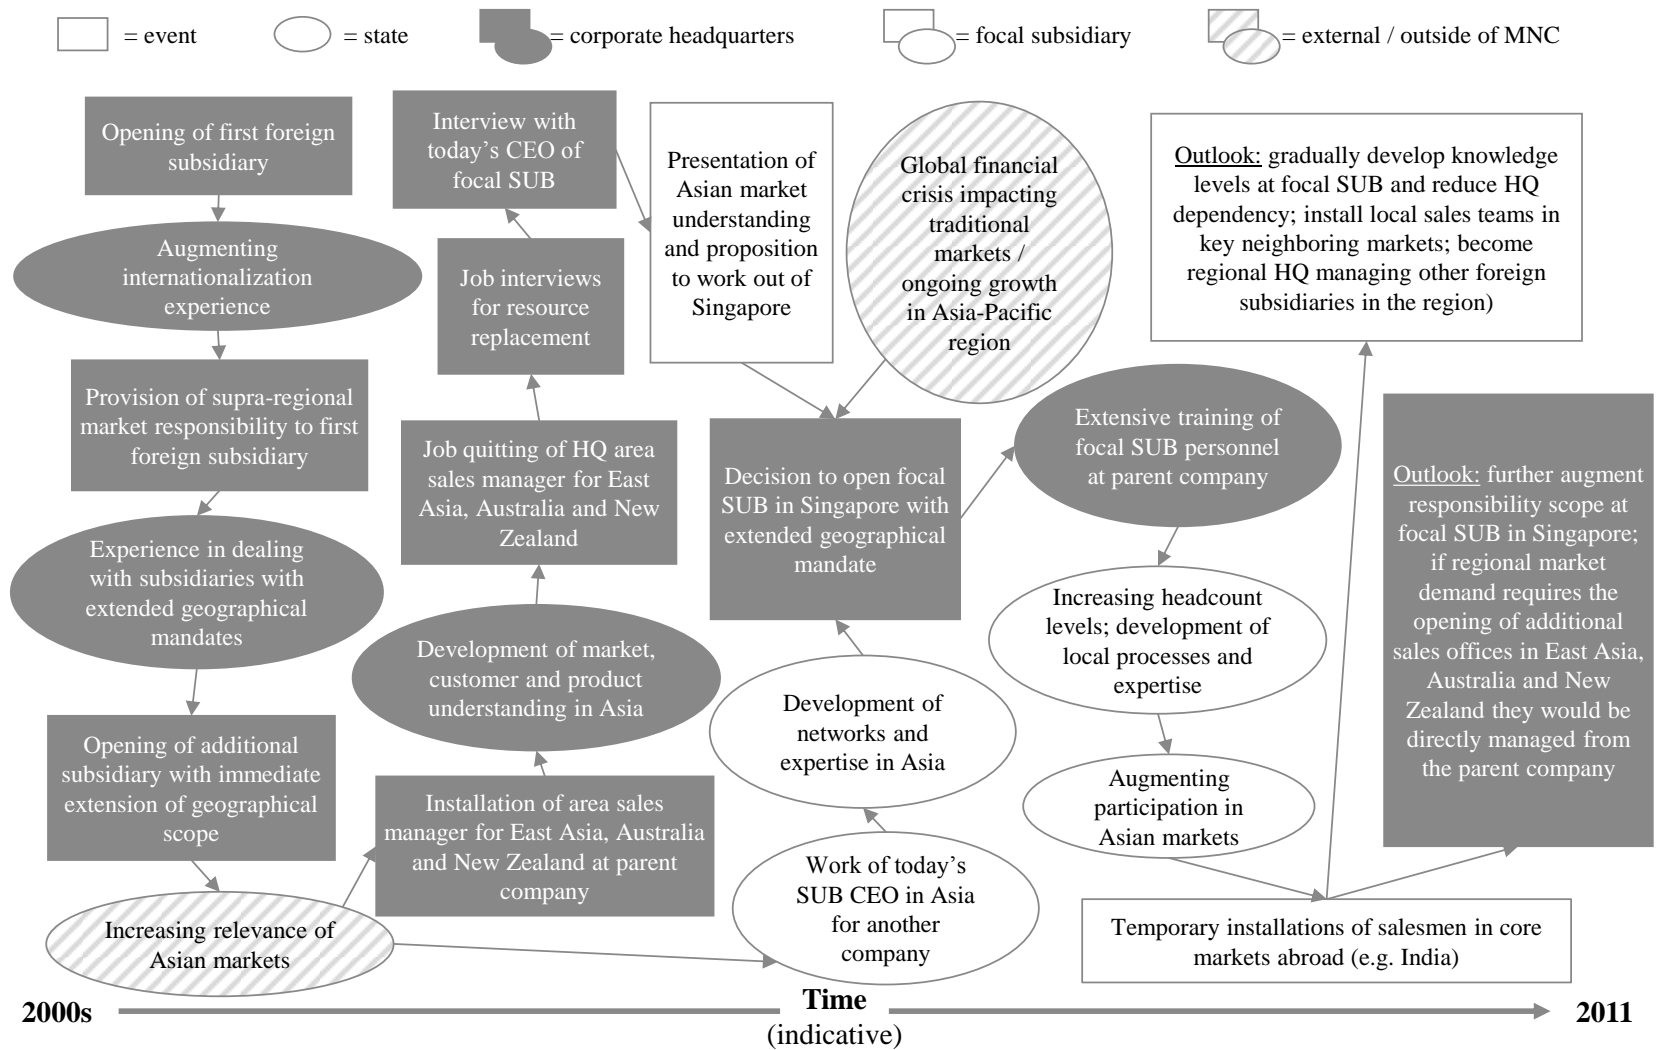 = event
= state
= corporate headquarters
= focal subsidiary
= external / outside of MNC
Opening of first foreign
subsidiary
Augmenting
internationalization
experience
Provision of supra-regional
market responsibility to first
foreign subsidiary
Experience in dealing
with subsidiaries with
extended geographical
mandates
Opening of additional
subsidiary with immediate
extension of geographical
scope
Increasing relevance of
Asian markets
Interview with
today’s CEO of
focal SUB
Job interviews
for resource
replacement
Job quitting of HQ area
sales manager for East
Asia, Australia and New
Zealand
Development of market,
customer and product
understanding in Asia
Installation of area sales
manager for East Asia, Australia
and New Zealand at parent
company
Presentation of
Asian market
understanding
and proposition
to work out of
Singapore
Global financial
crisis impacting
traditional
markets /
ongoing growth
in Asia-Pacific
region
Decision to open focal
SUB in Singapore with
extended geographical
mandate
Development of
networks and
expertise in Asia
Work of today’s
SUB CEO in Asia
for another
company
Extensive training of
focal SUB personnel
at parent company
Increasing headcount
levels; development of
local processes and
expertise
Augmenting
participation in
Asian markets
Temporary installations of salesmen in core
markets abroad (e.g. India)
Outlook: gradually develop knowledge
levels at focal SUB and reduce HQ
dependency; install local sales teams in
key neighboring markets; become
regional HQ managing other foreign
subsidiaries in the region)
Outlook: further augment
responsibility scope at
focal SUB in Singapore;
if regional market
demand requires the
opening of additional
sales offices in East Asia,
Australia and New
Zealand they would be
directly managed from
the parent company
2000s
Time
(indicative)
2011